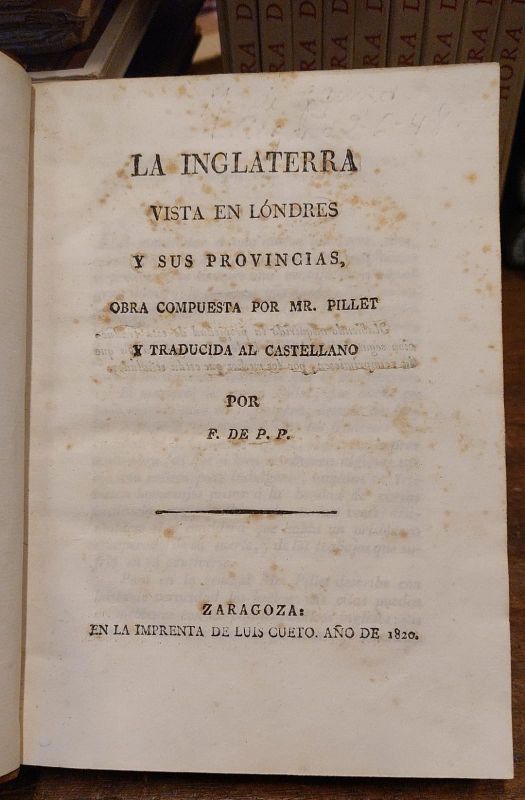 LA INGLATERRA
VISTA EN LÓNDRES
Y SUS PROVINCIAS,
OBRA COMPUESTA POR MR. PILLET
Y TRADUCIDA AL CASTELLANO
POR
F. DE P. P.
ZARAGOZA:
EN LA IMPRENTA DE LUIS CUETO. AÑO DE 1820.